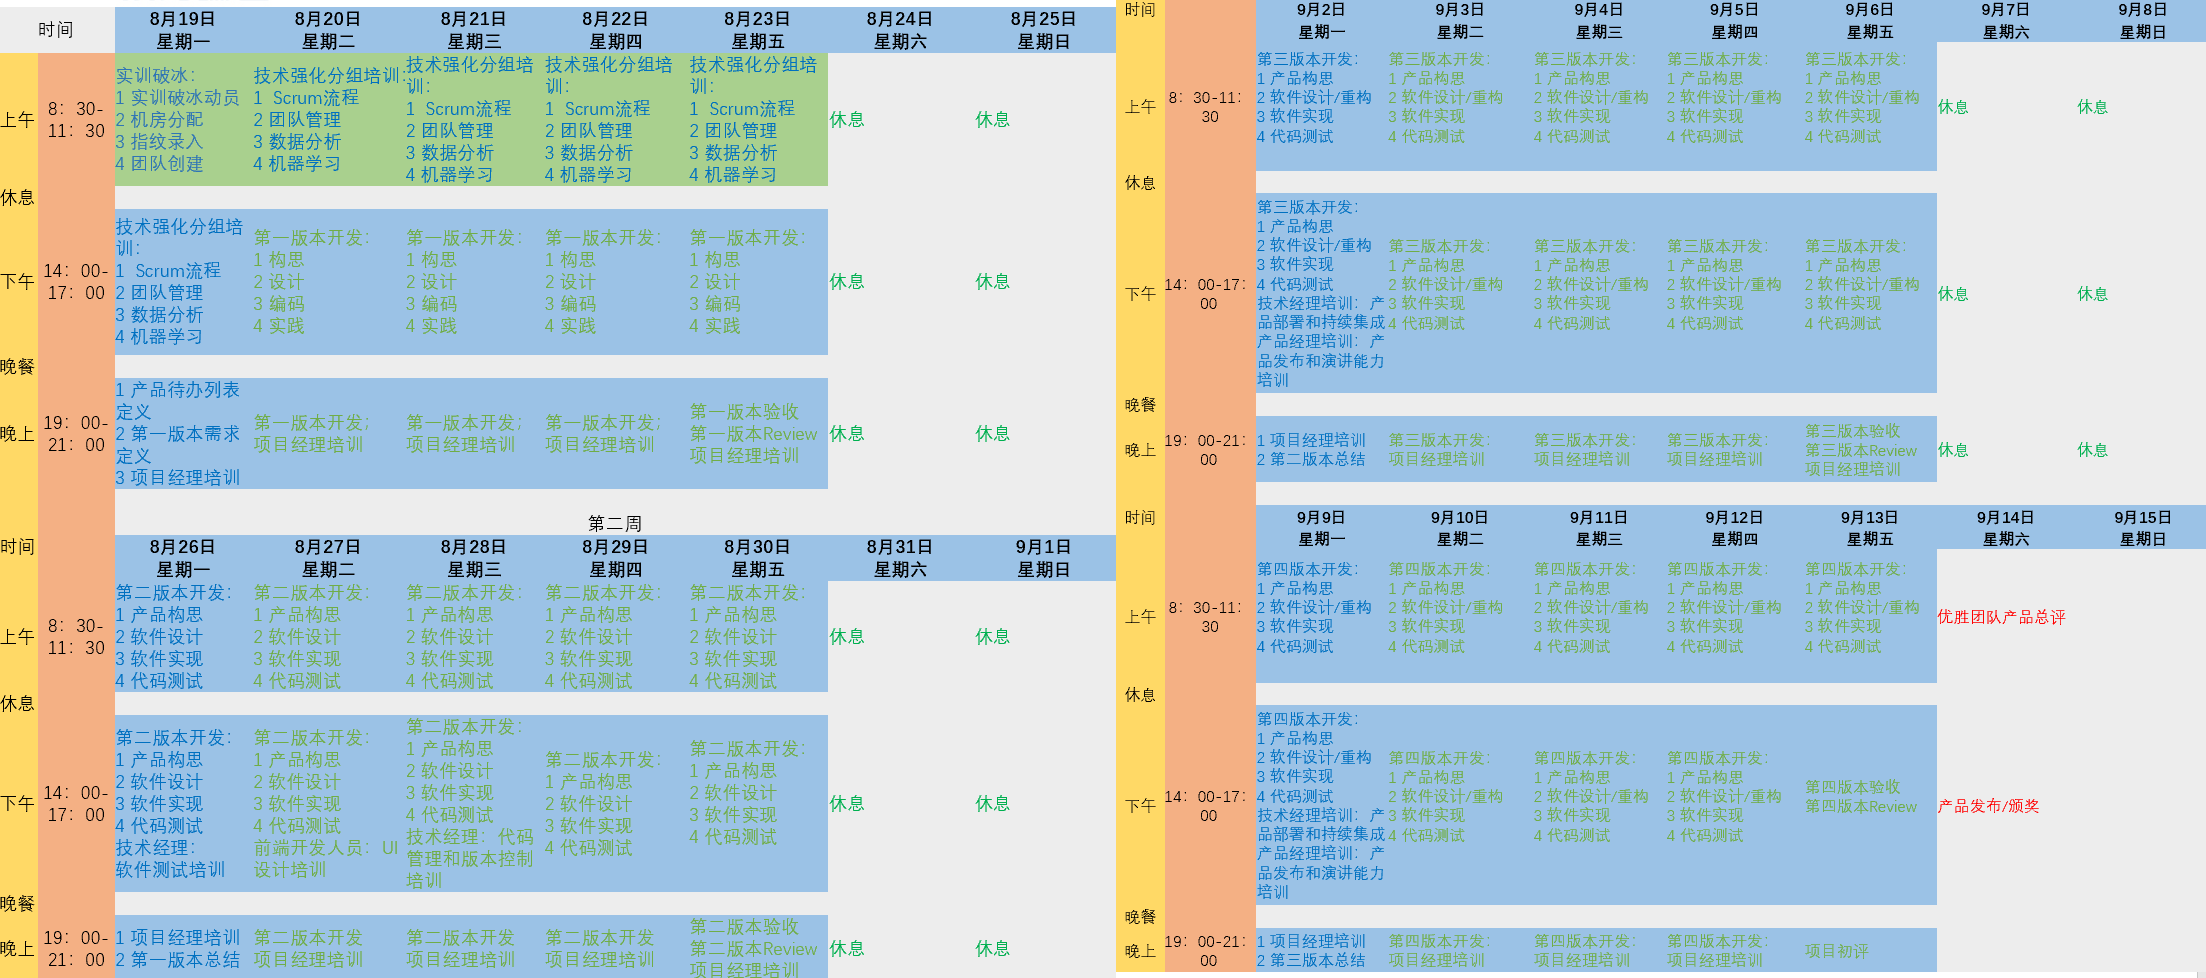 时间
8月19日
星期一
8月20日
星期二
8月21日
星期三
8月22日
星期四
8月23日
星期五
8月24日
星期六
8月25日
星期日
上午
8：30-
11：30
实训破冰：
1 实训破冰动员
2 机房分配
3 指纹录入
4 团队创建
技术强化分组培训：
1 Scrum流程
2 团队管理
3 数据分析
4 机器学习
技术强化分组培
训：
1 Scrum流程
2 团队管理
3 数据分析
4 机器学习
技术强化分组培
训：
1 Scrum流程
2 团队管理
3 数据分析
4 机器学习
技术强化分组培
训：
1 Scrum流程
2 团队管理
3 数据分析
4 机器学习
休息
休息
休息
下午
14：00-
17：00
技术强化分组培
训：
1 Scrum流程
2 团队管理
3 数据分析
4 机器学习
第一版本开发：
1 构思
2 设计
3 编码
4 实践
第一版本开发：
1 构思
2 设计
3 编码
4 实践
第一版本开发：
1 构思
2 设计
3 编码
4 实践
第一版本开发：
1 构思
2 设计
3 编码
4 实践
休息
休息
晚餐
晚上
19：00-
21：00
1 产品待办列表
定义
2 第一版本需求
定义
3 项目经理培训
第一版本开发；
项目经理培训
第一版本开发；
项目经理培训
第一版本开发；
项目经理培训
第一版本验收
第一版本Review
项目经理培训
休息
休息
第二周
时间
8月26日
星期一
8月27日
星期二
8月28日
星期三
8月29日
星期四
8月30日
星期五
8月31日
星期六
9月1日
星期日
上午
8：30-
11：30
第二版本开发：
1 产品构思
2 软件设计
3 软件实现
4 代码测试
第二版本开发：
1 产品构思
2 软件设计
3 软件实现
4 代码测试
第二版本开发：
1 产品构思
2 软件设计
3 软件实现
4 代码测试
第二版本开发：
1 产品构思
2 软件设计
3 软件实现
4 代码测试
第二版本开发：
1 产品构思
2 软件设计
3 软件实现
4 代码测试
休息
休息
休息
下午
14：00-
17：00
第二版本开发：
1 产品构思
2 软件设计
3 软件实现
4 代码测试
技术经理：
软件测试培训
第二版本开发：
1 产品构思
2 软件设计
3 软件实现
4 代码测试
前端开发人员：UI
设计培训
第二版本开发：
1 产品构思
2 软件设计
3 软件实现
4 代码测试
技术经理：代码
管理和版本控制
培训
第二版本开发：
1 产品构思
2 软件设计
3 软件实现
4 代码测试
第二版本开发：
1 产品构思
2 软件设计
3 软件实现
4 代码测试
休息
休息
晚餐
晚上
19：00-
21：00
1 项目经理培训
2 第一版本总结
第二版本开发
项目经理培训
第二版本开发
项目经理培训
第二版本开发
项目经理培训
第二版本验收
第二版本Review
项目经理培训
休息
休息
时间
9月2日
星期一
9月3日
星期二
9月4日
星期三
9月5日
星期四
9月6日
星期五
9月7日
星期六
9月8日
星期日
上午
8：30-11：
30
第三版本开发：
1 产品构思
2 软件设计/重构
3 软件实现
4 代码测试
第三版本开发：
1 产品构思
2 软件设计/重构
3 软件实现
4 代码测试
第三版本开发：
1 产品构思
2 软件设计/重构
3 软件实现
4 代码测试
第三版本开发：
1 产品构思
2 软件设计/重构
3 软件实现
4 代码测试
第三版本开发：
1 产品构思
2 软件设计/重构
3 软件实现
4 代码测试
休息
休息
休息
下午
14：00-17：
00
第三版本开发：
1 产品构思
2 软件设计/重构
3 软件实现
4 代码测试
技术经理培训：产
品部署和持续集成
产品经理培训：产
品发布和演讲能力
培训
第三版本开发：
1 产品构思
2 软件设计/重构
3 软件实现
4 代码测试
第三版本开发：
1 产品构思
2 软件设计/重构
3 软件实现
4 代码测试
第三版本开发：
1 产品构思
2 软件设计/重构
3 软件实现
4 代码测试
第三版本开发：
1 产品构思
2 软件设计/重构
3 软件实现
4 代码测试
休息
休息
晚餐
晚上
19：00-21：
00
1 项目经理培训
2 第二版本总结
第三版本开发：
项目经理培训
第三版本开发：
项目经理培训
第三版本开发：
项目经理培训
第三版本验收
第三版本Review
项目经理培训
休息
休息
时间
9月9日
星期一
9月10日
星期二
9月11日
星期三
9月12日
星期四
9月13日
星期五
9月14日
星期六
9月15日
星期日
上午
8：30-11：
30
第四版本开发：
1 产品构思
2 软件设计/重构
3 软件实现
4 代码测试
第四版本开发：
1 产品构思
2 软件设计/重构
3 软件实现
4 代码测试
第四版本开发：
1 产品构思
2 软件设计/重构
3 软件实现
4 代码测试
第四版本开发：
1 产品构思
2 软件设计/重构
3 软件实现
4 代码测试
第四版本开发：
1 产品构思
2 软件设计/重构
3 软件实现
4 代码测试
优胜团队产品总评
休息
下午
14：00-17：
00
第四版本开发：
1 产品构思
2 软件设计/重构
3 软件实现
4 代码测试
技术经理培训：产
品部署和持续集成
产品经理培训：产
品发布和演讲能力
培训
第四版本开发：
1 产品构思
2 软件设计/重构
3 软件实现
4 代码测试
第四版本开发：
1 产品构思
2 软件设计/重构
3 软件实现
4 代码测试
第四版本开发：
1 产品构思
2 软件设计/重构
3 软件实现
4 代码测试
第四版本验收
第四版本Review
产品发布/颁奖
晚餐
晚上
19：00-21：
00
1 项目经理培训
2 第三版本总结
第四版本开发：
项目经理培训
第四版本开发：
项目经理培训
第四版本开发：
项目经理培训
项目初评